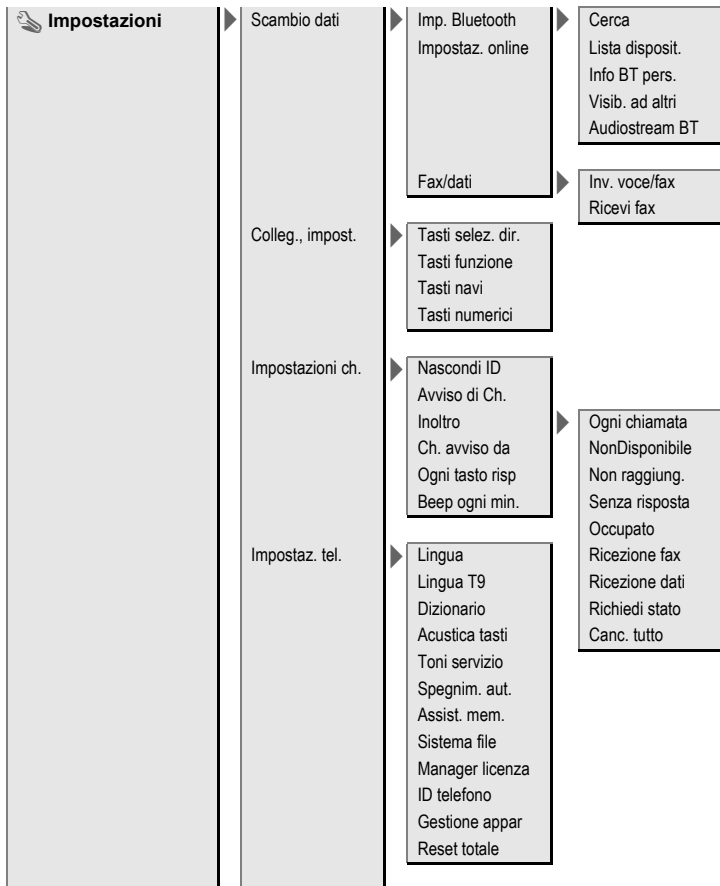 Impostazioni
Scambio dati
Imp. Bluetooth
Cerca
Impostaz. online
Lista disposit.
Info BT pers.
Visib. ad altri
Audiostream BT
Fax/dati
Inv. voce/fax
Ricevi fax
Colleg., impost.
Tasti selez. dir.
Tasti funzione
Tasti navi
Tasti numerici
Impostazioni ch.
Nascondi ID
Avviso di Ch.
Inoltro
Ogni chiamata
Ch. avviso da
NonDisponibile
Ogni tasto risp
Non raggiung.
Beep ogni min.
Senza risposta
Occupato
Impostaz. tel.
Lingua
Ricezione fax
Lingua T9
Ricezione dati
Dizionario
Richiedi stato
Acustica tasti
Canc. tutto
Toni servizio
Spegnim. aut.
Assist. mem.
Sistema file
Manager licenza
ID telefono
Gestione appar
Reset totale